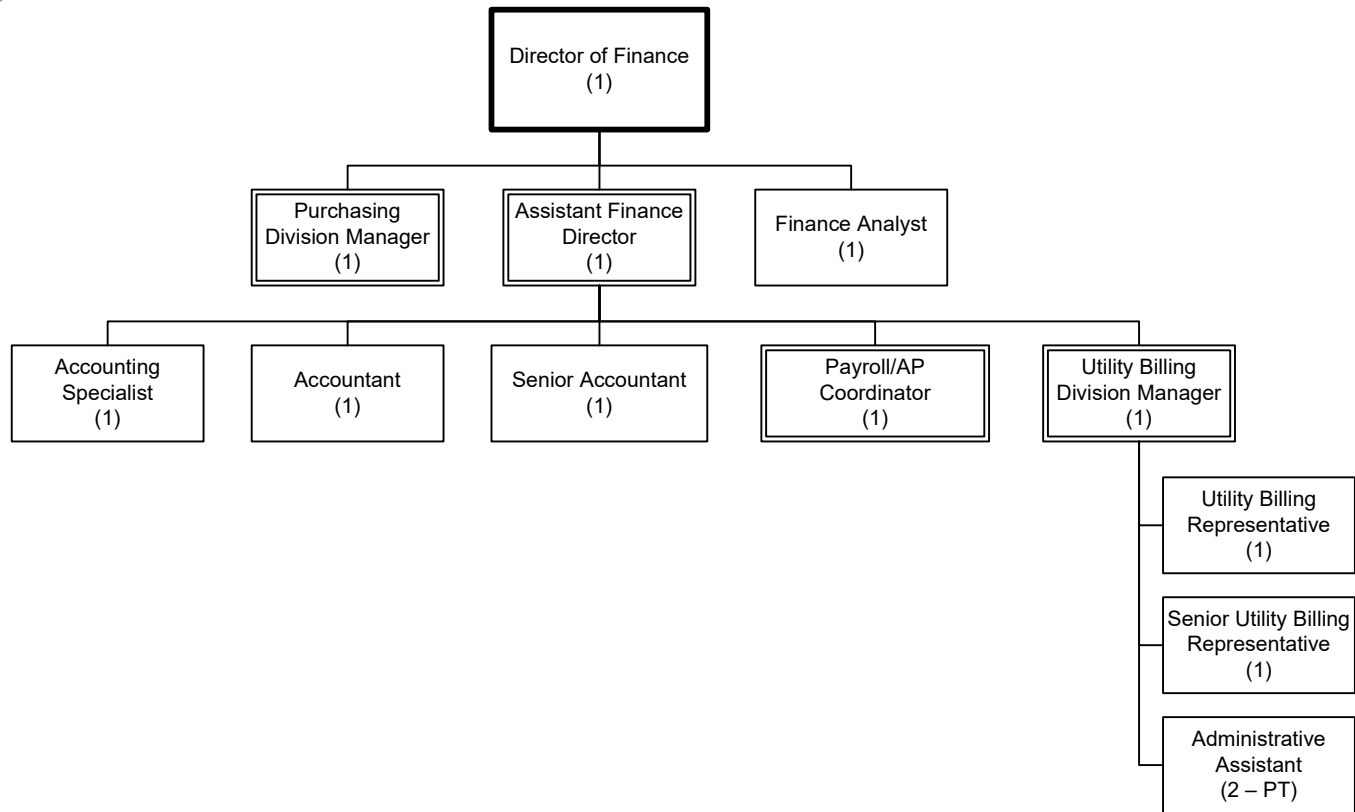 Director of Finance
(1)
Purchasing
Division Manager
(1)
Assistant Finance
Director
(1)
Finance Analyst
(1)
Accounting
Specialist
(1)
Accountant
(1)
Senior Accountant
(1)
Payroll/AP
Coordinator
(1)
Utility Billing
Division Manager
(1)
Utility Billing
Representative
(1)
Senior Utility Billing
Representative
(1)
Administrative
Assistant
(2 – PT)